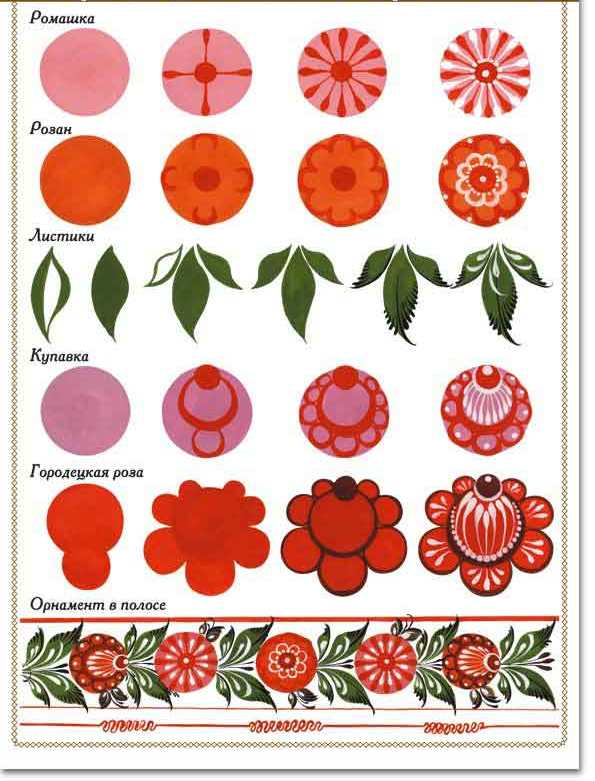 Ромашка
Розан
Листики
Купавка
Городецкая роза
Орнамент в полосе